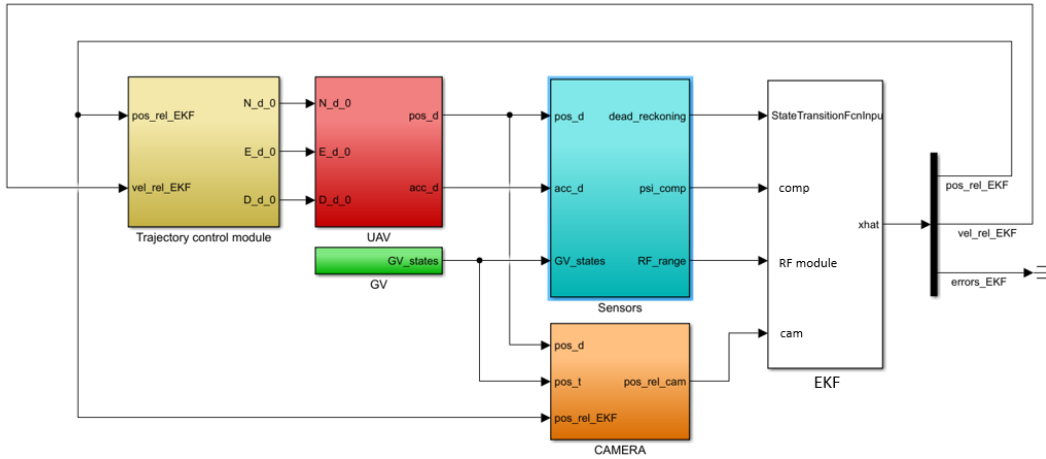 pos_rel_EKF
vel_rel_EKF
N_d_0
E_d_0
D_d_0
Trajectory control module
N_d_0
E_d_0
D_d_0
pos_d
acc_d
UAV
GV_states
GV
pos_d
acc_d
GV_states
dead_reckoning
psi_comp
RF_range
Sensors
pos_d
pos_t
pos_rel_EKF
pos_rel_cam
CAMERA
StateTransitionFcnInpu
comp
RF module
cam
xhat
EKF
pos_rel_EKF
vel_rel_EKF
errors_EKF